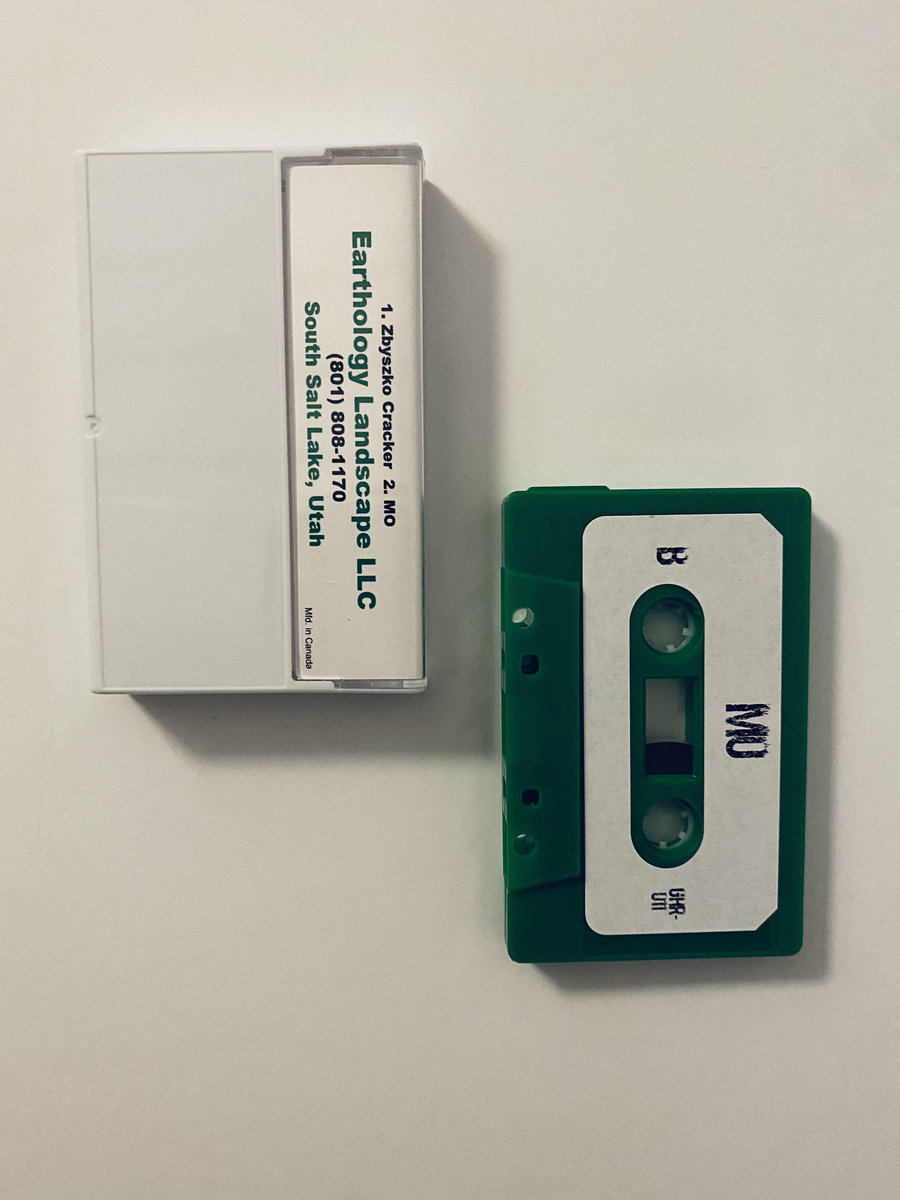 1. Zbyszko Cracker 2. MO
Earthology Landscape LLC
(801) 808-1170
South Salt Lake, Utah
Mfd. in Canada
B
MO